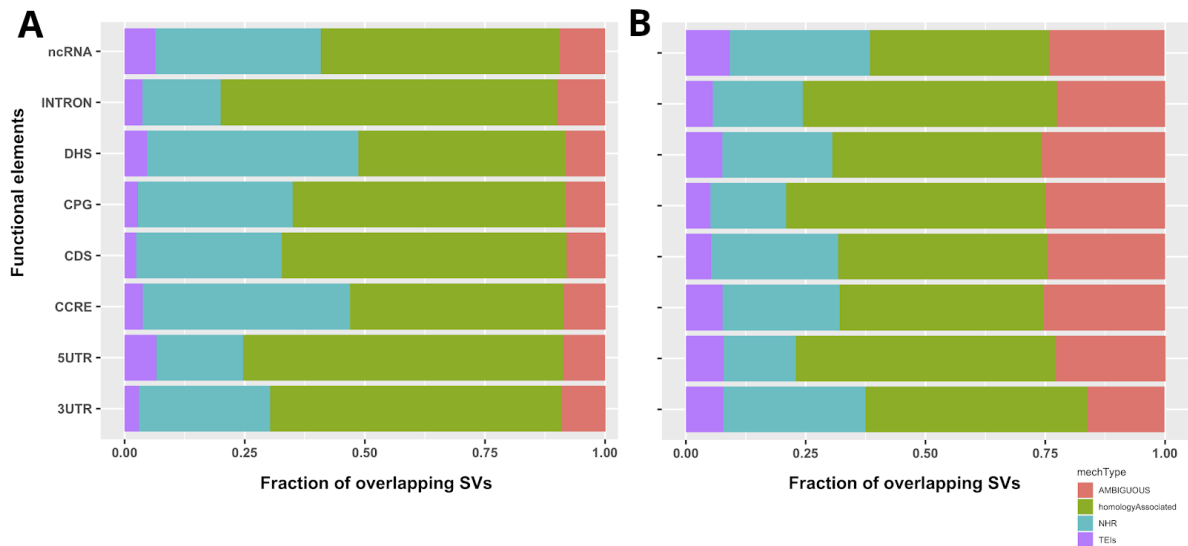 A
B
Functional elements
ncRNA
INTRON
DHS
CPG
CDS
CCRE
5UTR
3UTR
0.00 0.25 0.50 0.75 1.00
0.00 0.25 0.50 0.75 1.00
Fraction of overlapping SVs
Fraction of overlapping SVs
mechType
AMBIGUOUS
homologyAssociated
NHR
TEIs